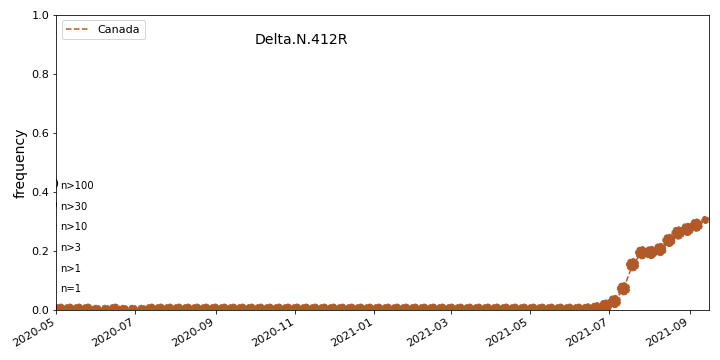 Canada
Delta.N.412R
frequency
1.0
0.8
0.6
0.4
0.2
0.0
n>100
n>30
n>10
n>3
n>1
n=1
2020-05
2020-07
2020-09
2020-11
2021-01
2021-03
2021-05
2021-07
2021-09